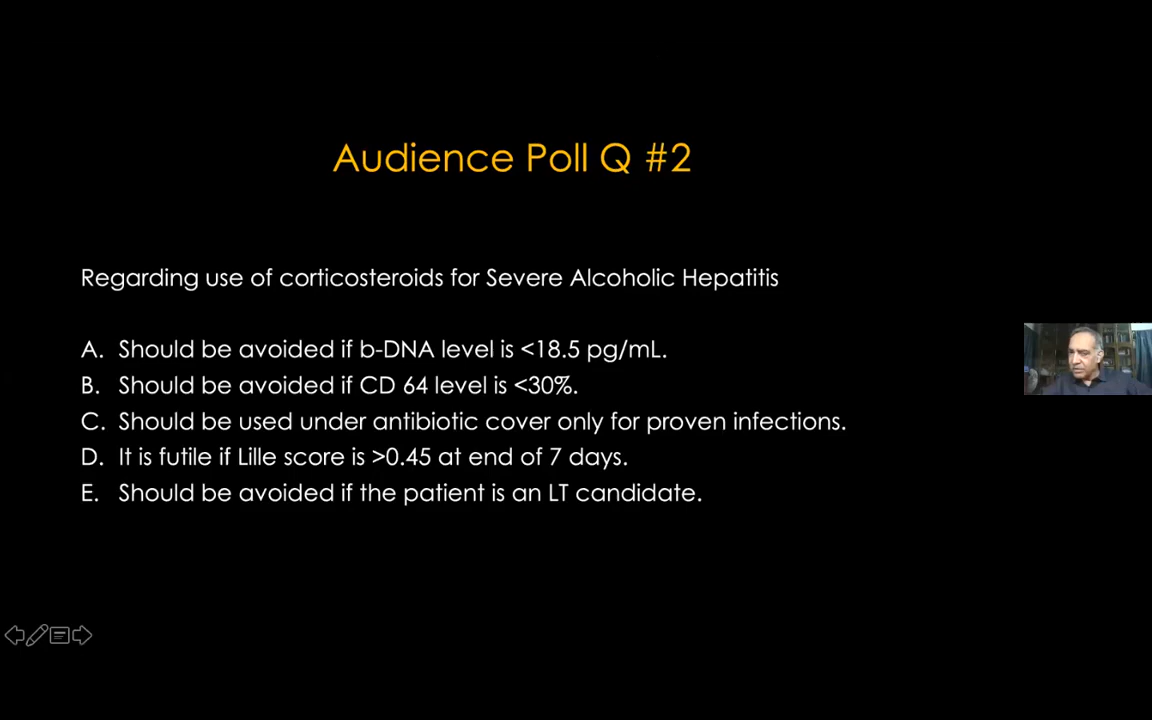 Audience Poll Q #2
Regarding use of corticosteroids for Severe Alcoholic Hepatitis
A. Should be avoided if b-DNA level is <18.5 pg/mL.
B. Should be avoided if CD 64 level is <30%.
C. Should be used under antibiotic cover only for proven infections.
D. It is futile if Lille score is >0.45 at end of 7 days.
E. Should be avoided if the patient is an LT candidate.